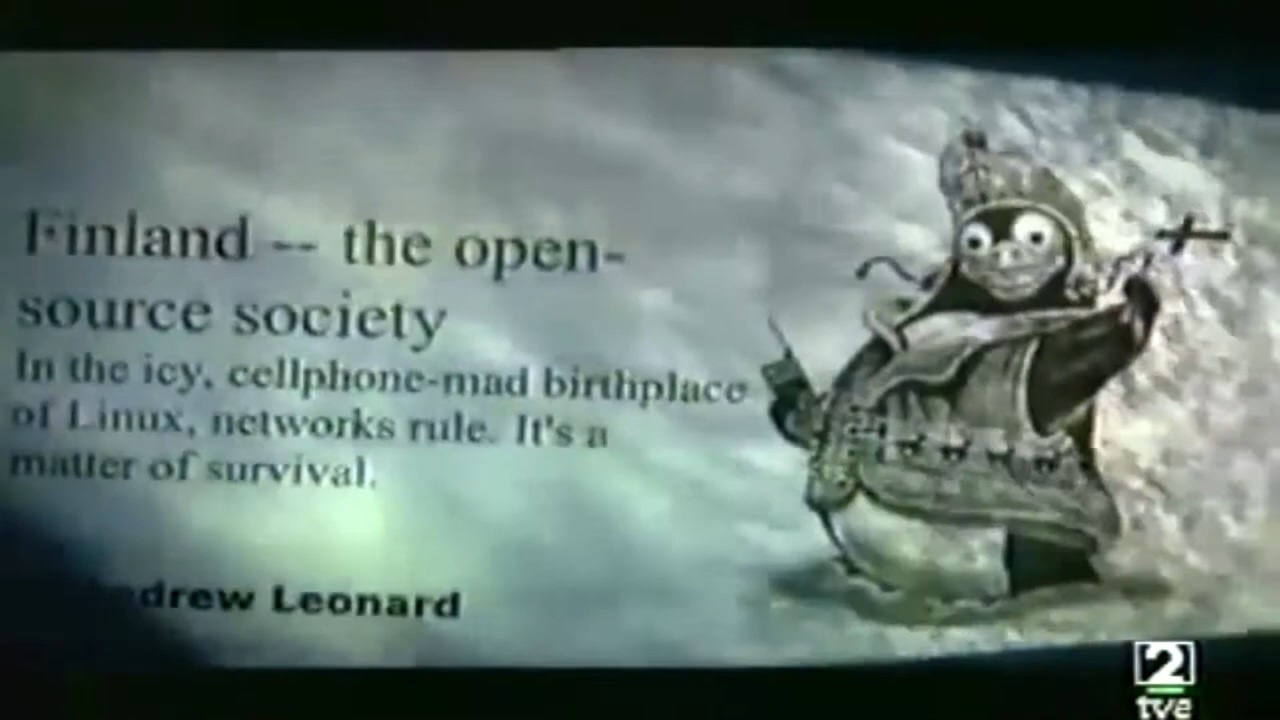 Finland -- the open-
source society
In the icy, cellphone-mad birthplace
of Linux, networks rule. It's a
matter of survival.
drew Leonard
2
tve